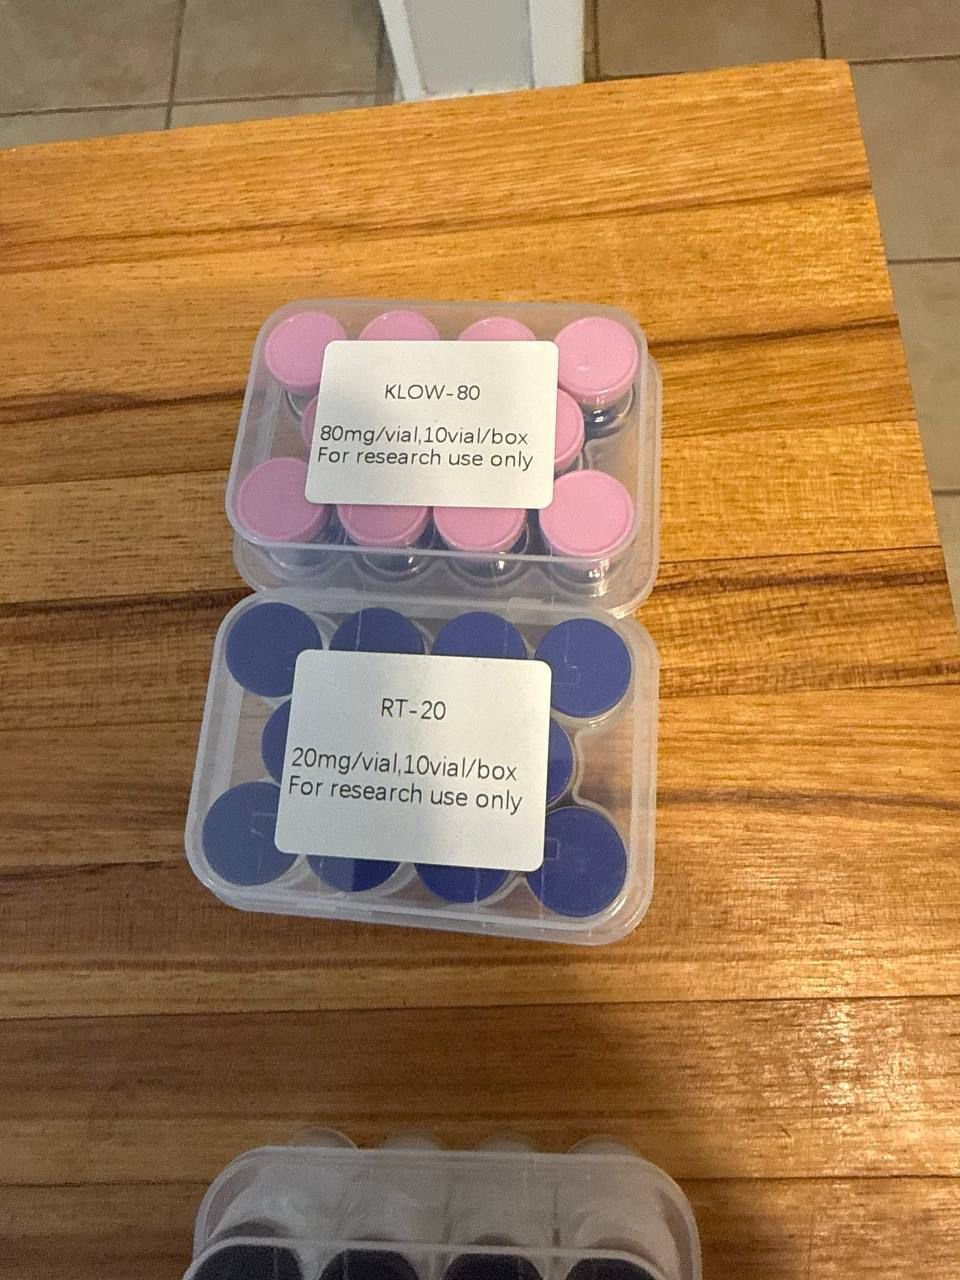 KLOW-80
80mg/vial,10vial/box
For research use only
RT-20
20mg/vial,10vial/box
For research use only